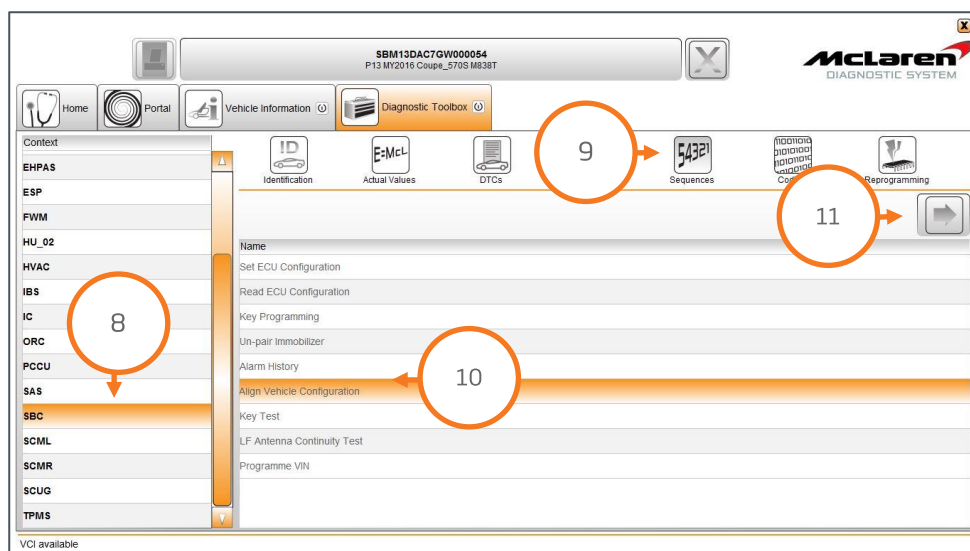 X
SBM13DAC7GW000054
P13 MY2016 Coupe_570S M838T
McLaren
DIAGNOSTIC SYSTEM
Home
Portal
Vehicle Information
Diagnostic Toolbox
Context
EHPAS
ESP
FWM
HU_02
HVAC
IBS
IC
ORC
PCCU
SAS
SBC
SCML
SCMR
SCUG
TPMS
8
ID
Identification
E=McL
Actual Values
DTCs
9
54321
Sequences
Reprogramming
11
Name
Set ECU Configuration
Read ECU Configuration
Key Programming
Un-pair Immobilizer
Alarm History
Align Vehicle Configuration
10
Key Test
LF Antenna Continuity Test
Programme VIN
VCI available